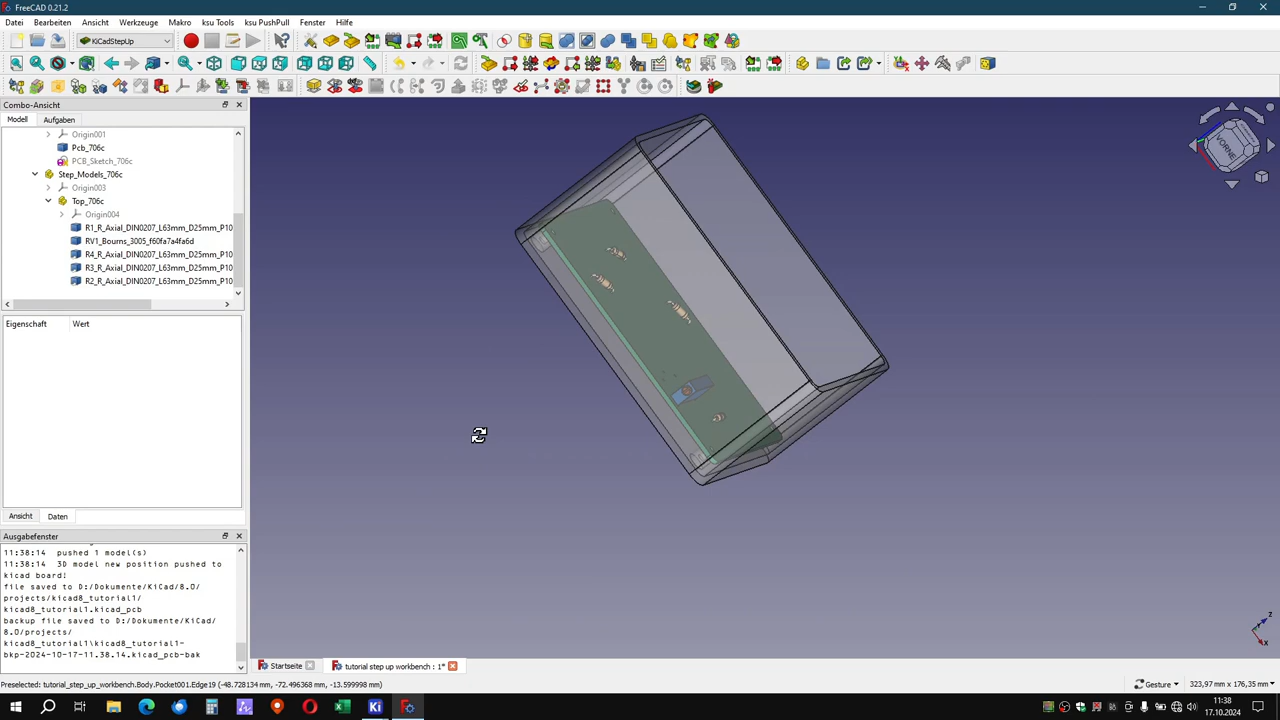 FreeCAD 0.21.2
Datei Bearbeiten Ansicht Werkzeuge Makro ksu Tools ksu PushPull Fenster Hilfe
KiCadStepUp
Combo-Ansicht
Modell Aufgaben
Origin001
Pcb_706c
PCB_Sketch_706c
Step_Models_706c
Origin003
Top_706c
Origin004
R1_R_Axial_DIN0207_L63mm_D25mm_P10
RV1_Bourns_3005_f60fa7a4fa6d
R4_R_Axial_DIN0207_L63mm_D25mm_P10
R3_R_Axial_DIN0207_L63mm_D25mm_P10
R2_R_Axial_DIN0207_L63mm_D25mm_P10
Eigenschaft Wert
Ansicht Daten
Ausgabefenster
11:38:14 pushed 1 model(s)
11:38:14 3D model new position pushed to
kicad board!
file saved to D:/Dokumente/KiCad/8.0/
projects/kicad8_tutorial1/
kicad8_tutorial1.kicad_pcb
backup file saved to D:/Dokumente/KiCad/
8.0/projects/
kicad8_tutorial1\kicad8_tutorial1-
bkp-2024-10-17-11.38.14.kicad_pcb-bak
Startseite tutorial step up workbench : 1*
Preselected: tutorial_step_up_workbench.Body.Pocket001.Edge19 (-48.728134 mm, -72.496368 mm, -13.599998 mm)
Gesture 323,97 mm x 176,35 mm
11:38
17.10.2024